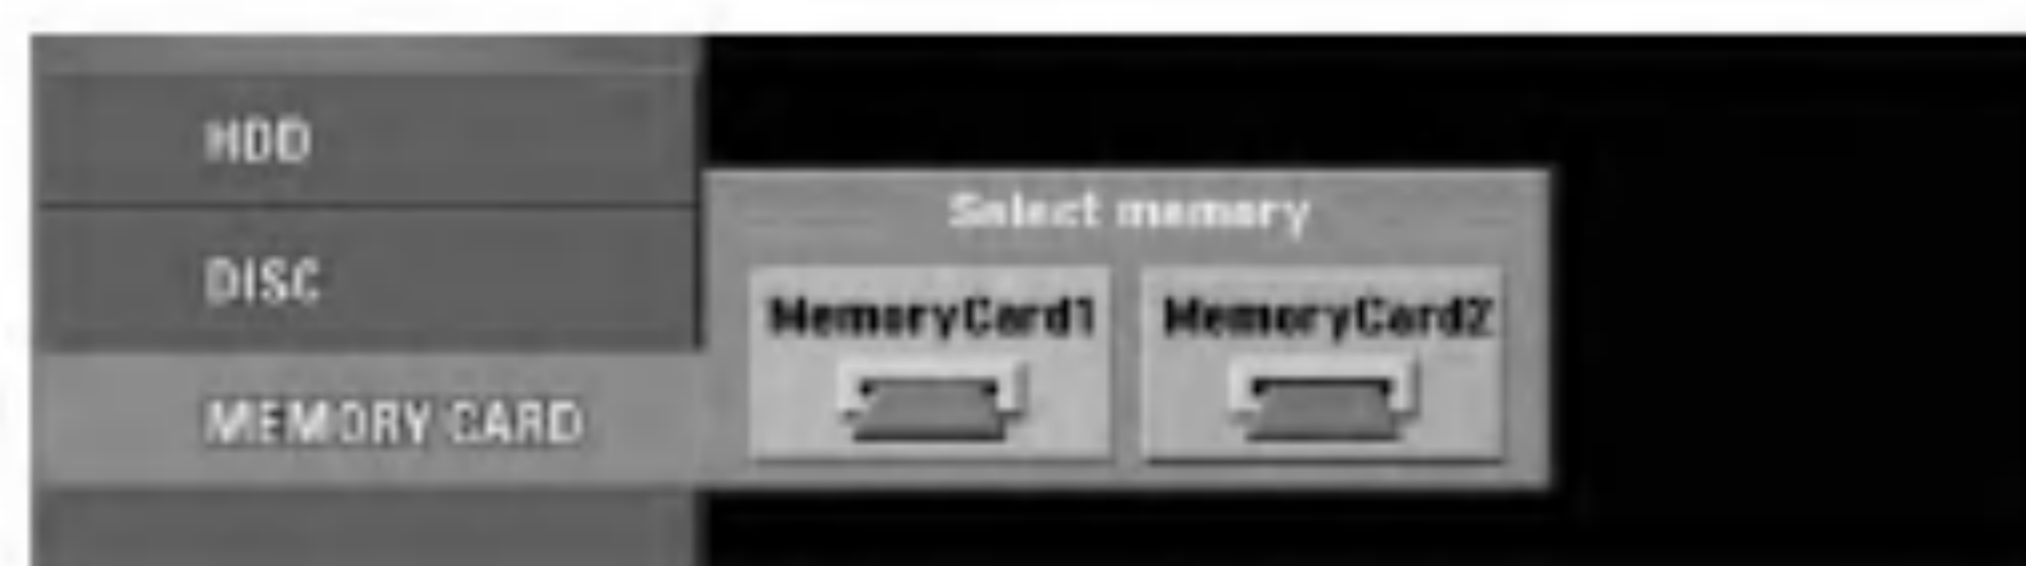 HDD
DISC
MEMORY CARD
Select memory
MemoryCard1
MemoryCard2